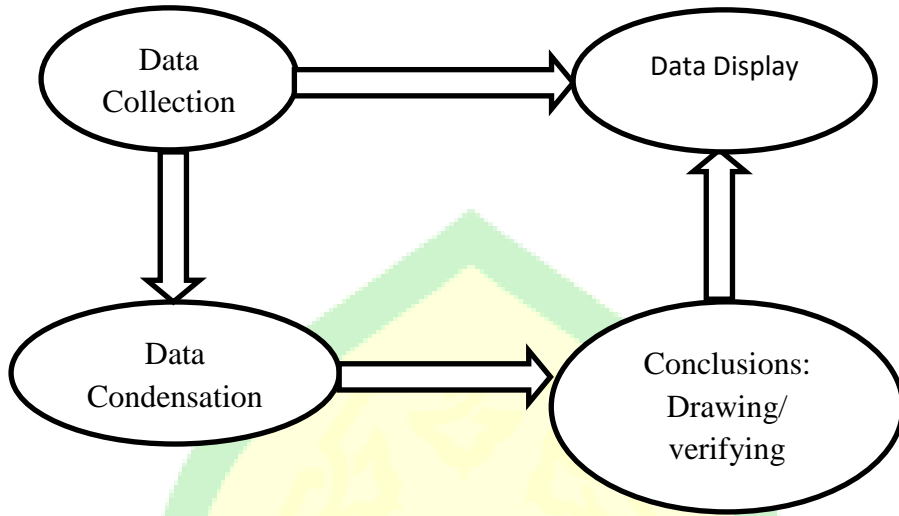 Data
Collection
Data Display
Data
Condensation
Conclusions:
Drawing/
verifying